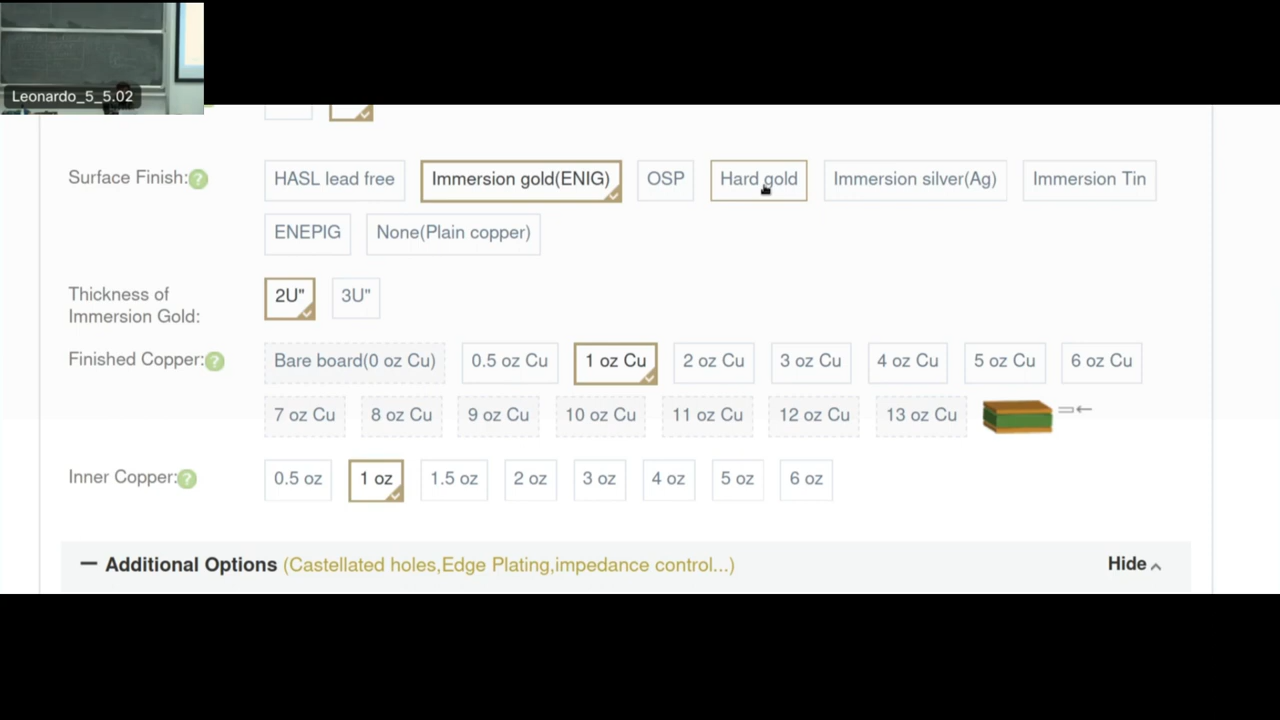 Leonardo_5_5.02
Surface Finish:? HASL lead free Immersion gold(ENIG) OSP Hard gold Immersion silver(Ag) Immersion Tin
ENEPIG None(Plain copper)
Thickness of
Immersion Gold: 2U" 3U"
Finished Copper:? Bare board(0 oz Cu) 0.5 oz Cu 1 oz Cu 2 oz Cu 3 oz Cu 4 oz Cu 5 oz Cu 6 oz Cu
7 oz Cu 8 oz Cu 9 oz Cu 10 oz Cu 11 oz Cu 12 oz Cu 13 oz Cu
Inner Copper:? 0.5 oz 1 oz 1.5 oz 2 oz 3 oz 4 oz 5 oz 6 oz
Additional Options (Castellated holes,Edge Plating,impedance control...) Hide